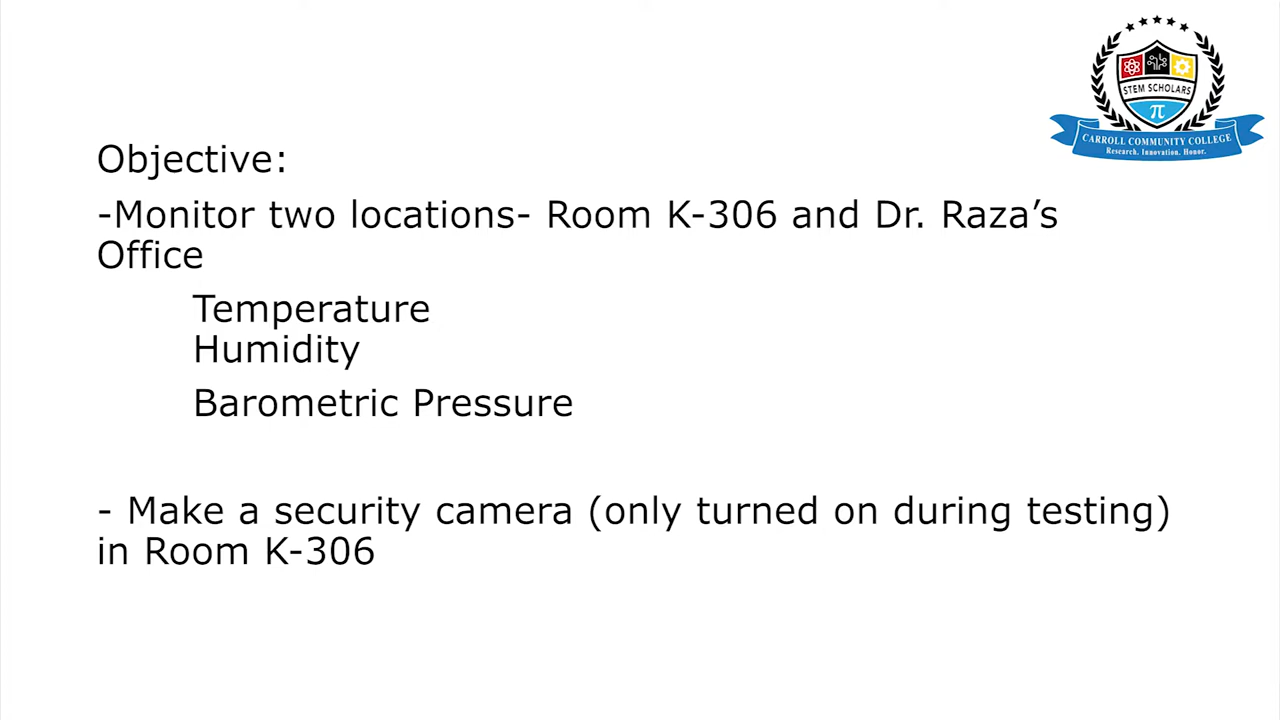 STEM SCHOLARS
π
CARROLL COMMUNITY COLLEGE
Research. Innovation. Honor.
Objective:
-Monitor two locations- Room K-306 and Dr. Raza’s
Office
Temperature
Humidity
Barometric Pressure
- Make a security camera (only turned on during testing)
in Room K-306